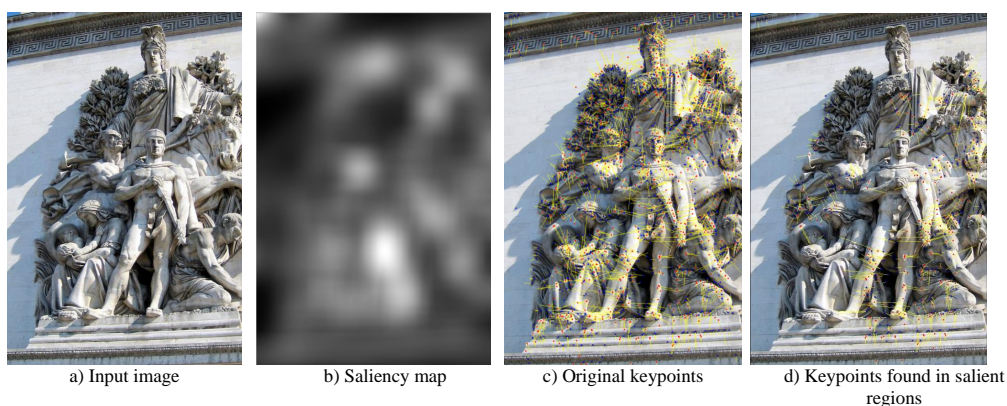 a) Input image
b) Saliency map
c) Original keypoints
d) Keypoints found in salient
regions